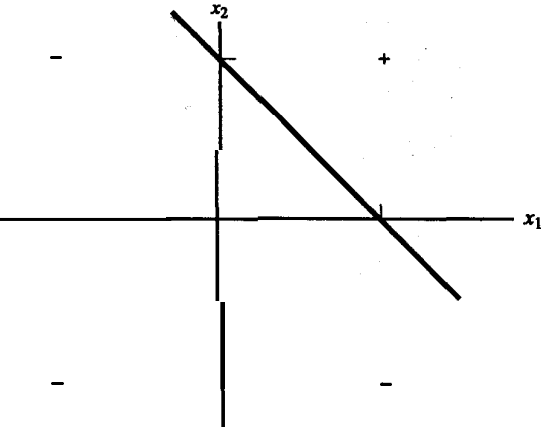 x₂
− +
x₁
− −